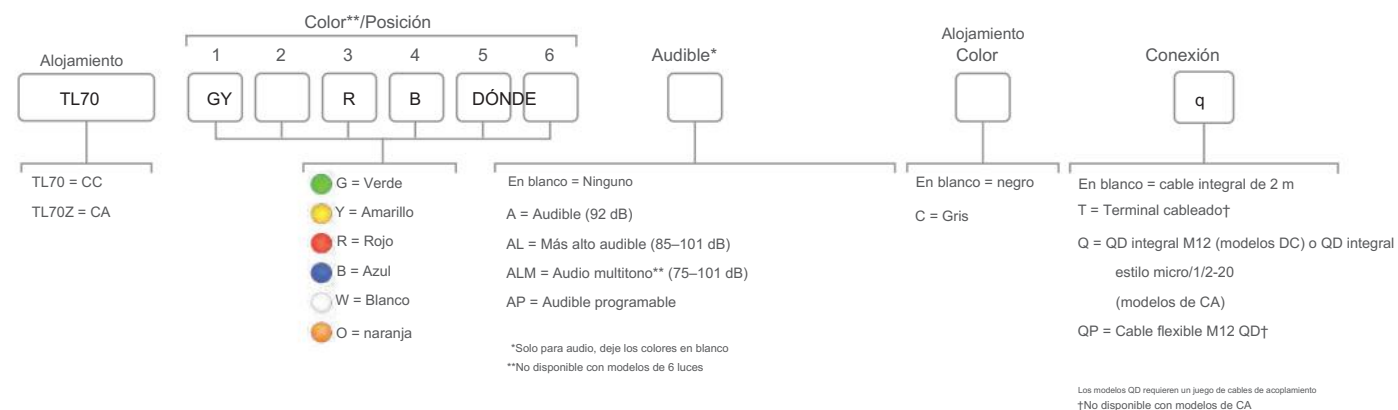 Color**/Posición
Alojamiento
1 2 3 4 5 6
Audible*
Alojamiento
Color
Conexión
TL70
GY
R
B
DÓNDE
q
TL70 = CC
TL70Z = CA
G = Verde
Y = Amarillo
R = Rojo
B = Azul
W = Blanco
O = naranja
En blanco = Ninguno
A = Audible (92 dB)
AL = Más alto audible (85–101 dB)
ALM = Audio multitono** (75–101 dB)
AP = Audible programable
*Solo para audio, deje los colores en blanco
**No disponible con modelos de 6 luces
En blanco = negro
C = Gris
En blanco = cable integral de 2 m
T = Terminal cableado†
Q = QD integral M12 (modelos DC) o QD integral
estilo micro/1/2-20
(modelos de CA)
QP = Cable flexible M12 QD†
Los modelos QD requieren un juego de cables de acoplamiento
†No disponible con modelos de CA